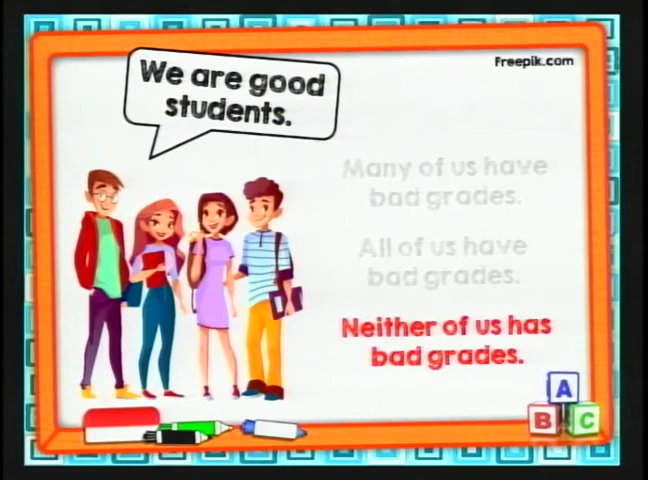 Freepik.com
We are good
students.
Many of us have
bad grades.
All of us have
bad grades.
Neither of us has
bad grades.
A
B C